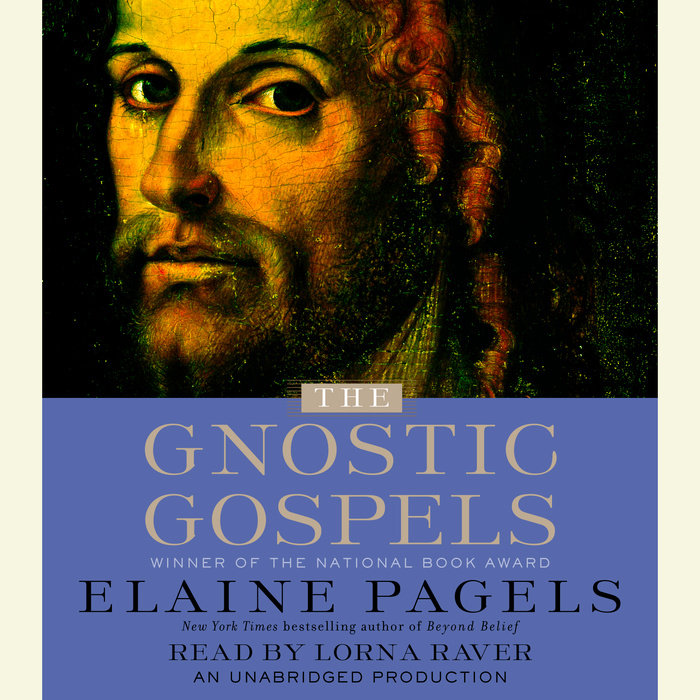 THE
GNOSTIC
GOSPELS
WINNER OF THE NATIONAL BOOK AWARD
ELAINE PAGELS
New York Times bestselling author of Beyond Belief
READ BY LORNA RAVER
AN UNABRIDGED PRODUCTION